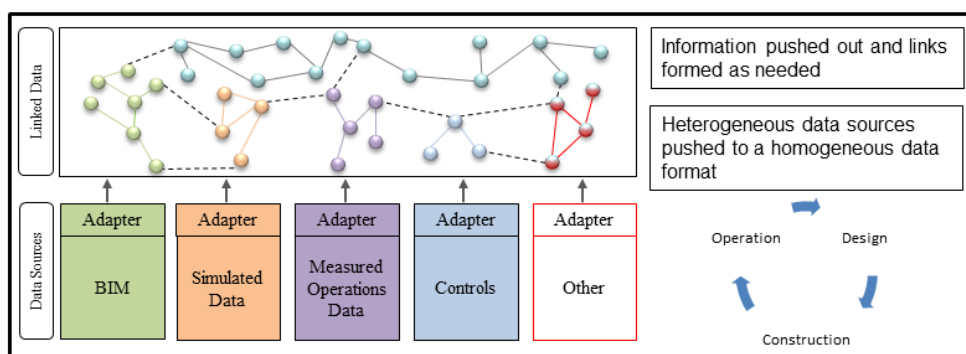 Linked Data
Information pushed out and links
formed as needed
Heterogeneous data sources
pushed to a homogeneous data
format
Data Sources
Adapter
BIM
Adapter
Simulated
Data
Adapter
Measured
Operations
Data
Adapter
Controls
Adapter
Other
Operation
Design
Construction